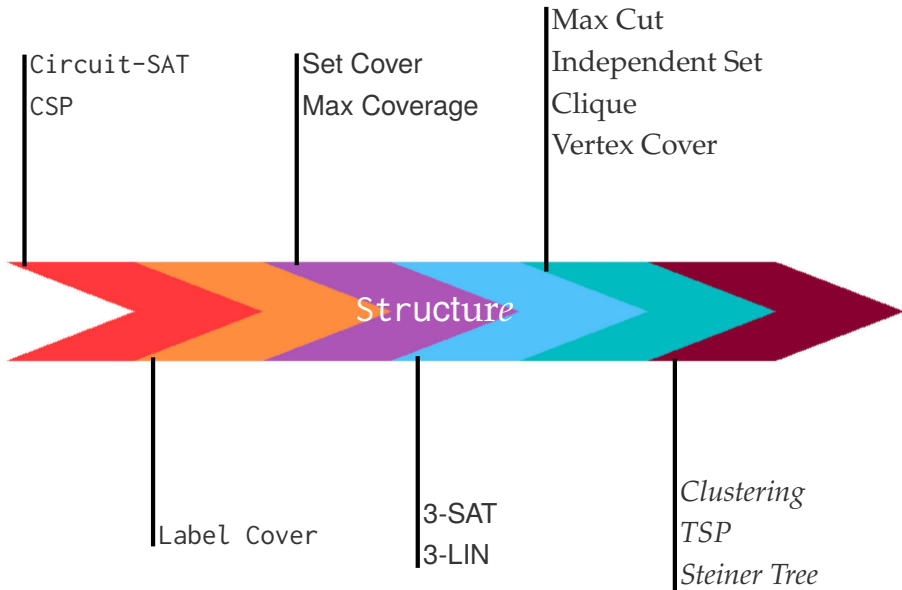 Circuit-SAT
CSP
Set Cover
Max Coverage
Max Cut
Independent Set
Clique
Vertex Cover
Structure
Label Cover
3-SAT
3-LIN
Clustering
TSP
Steiner Tree